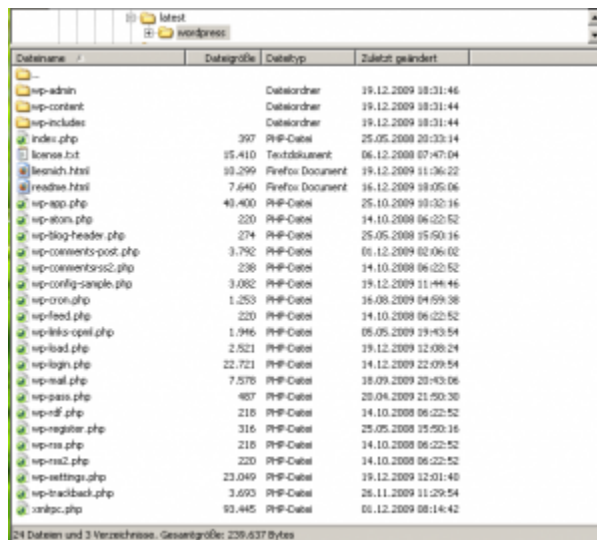 latest
wordpress
Dateiname Dateigröße Dateityp Zuletzt geändert
..
wp-admin Dateiordner 19.12.2009 18:31:46
wp-content Dateiordner 19.12.2009 18:31:44
wp-includes Dateiordner 19.12.2009 18:31:44
index.php 397 PHP-Datei 25.05.2008 20:33:14
license.txt 15.410 Textdokument 06.12.2008 07:47:04
liesmich.html 10.299 Firefox Document 19.12.2009 11:36:22
readme.html 7.640 Firefox Document 16.12.2009 18:05:06
wp-app.php 40.400 PHP-Datei 25.10.2009 10:32:16
wp-atom.php 220 PHP-Datei 14.10.2008 06:22:52
wp-blog-header.php 274 PHP-Datei 25.05.2008 15:50:16
wp-comments-post.php 3.792 PHP-Datei 01.12.2009 02:06:02
wp-commentsrss2.php 238 PHP-Datei 14.10.2008 06:22:52
wp-config-sample.php 3.082 PHP-Datei 19.12.2009 11:44:46
wp-cron.php 1.253 PHP-Datei 16.08.2009 04:59:38
wp-feed.php 220 PHP-Datei 14.10.2008 06:22:52
wp-links-opml.php 1.946 PHP-Datei 05.05.2009 19:43:54
wp-load.php 2.521 PHP-Datei 19.12.2009 12:08:24
wp-login.php 22.721 PHP-Datei 14.12.2009 22:09:54
wp-mail.php 7.578 PHP-Datei 18.09.2009 20:43:06
wp-pass.php 487 PHP-Datei 20.04.2009 21:50:30
wp-rdf.php 218 PHP-Datei 14.10.2008 06:22:52
wp-register.php 316 PHP-Datei 25.05.2008 15:50:16
wp-rss.php 218 PHP-Datei 14.10.2008 06:22:52
wp-rss2.php 220 PHP-Datei 14.10.2008 06:22:52
wp-settings.php 23.049 PHP-Datei 19.12.2009 12:01:40
wp-trackback.php 3.693 PHP-Datei 26.11.2009 11:29:54
xmlrpc.php 93.445 PHP-Datei 01.12.2009 08:14:42
24 Dateien und 3 Verzeichnisse. Gesamtgröße: 239.637 Bytes